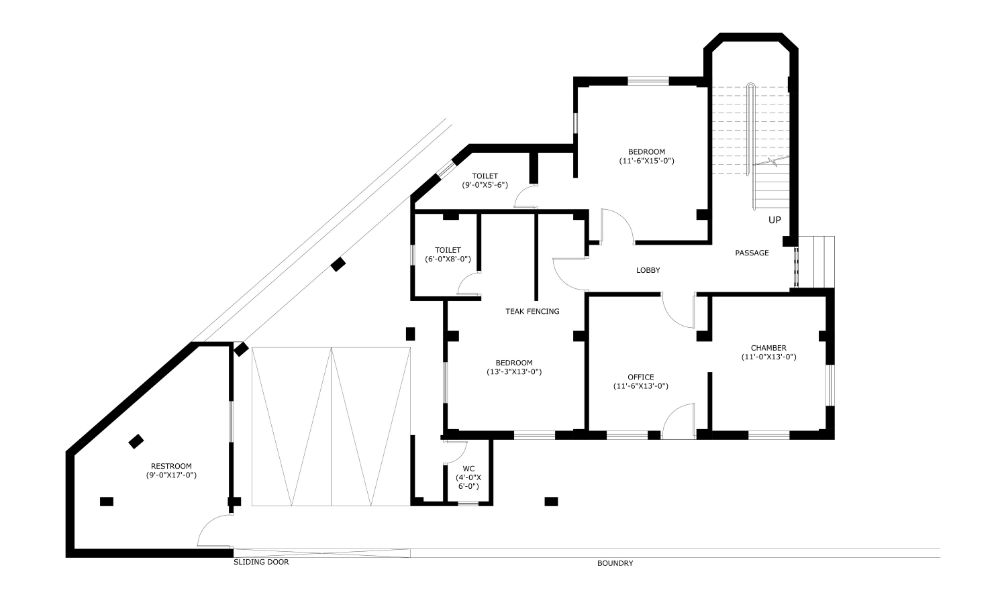 BEDROOM
(11'-6"X15'-0")
TOILET
(9'-0"X5'-6")
UP
TOILET
(6'-0"X8'-0")
PASSAGE
LOBBY
TEAK FENCING
CHAMBER
(11'-0"X13'-0")
BEDROOM
(13'-3"X13'-0")
OFFICE
(11'-6"X13'-0")
RESTROOM
(9'-0"X17'-0")
WC
(4'-0"X
6'-0")
SLIDING DOOR
BOUNDRY